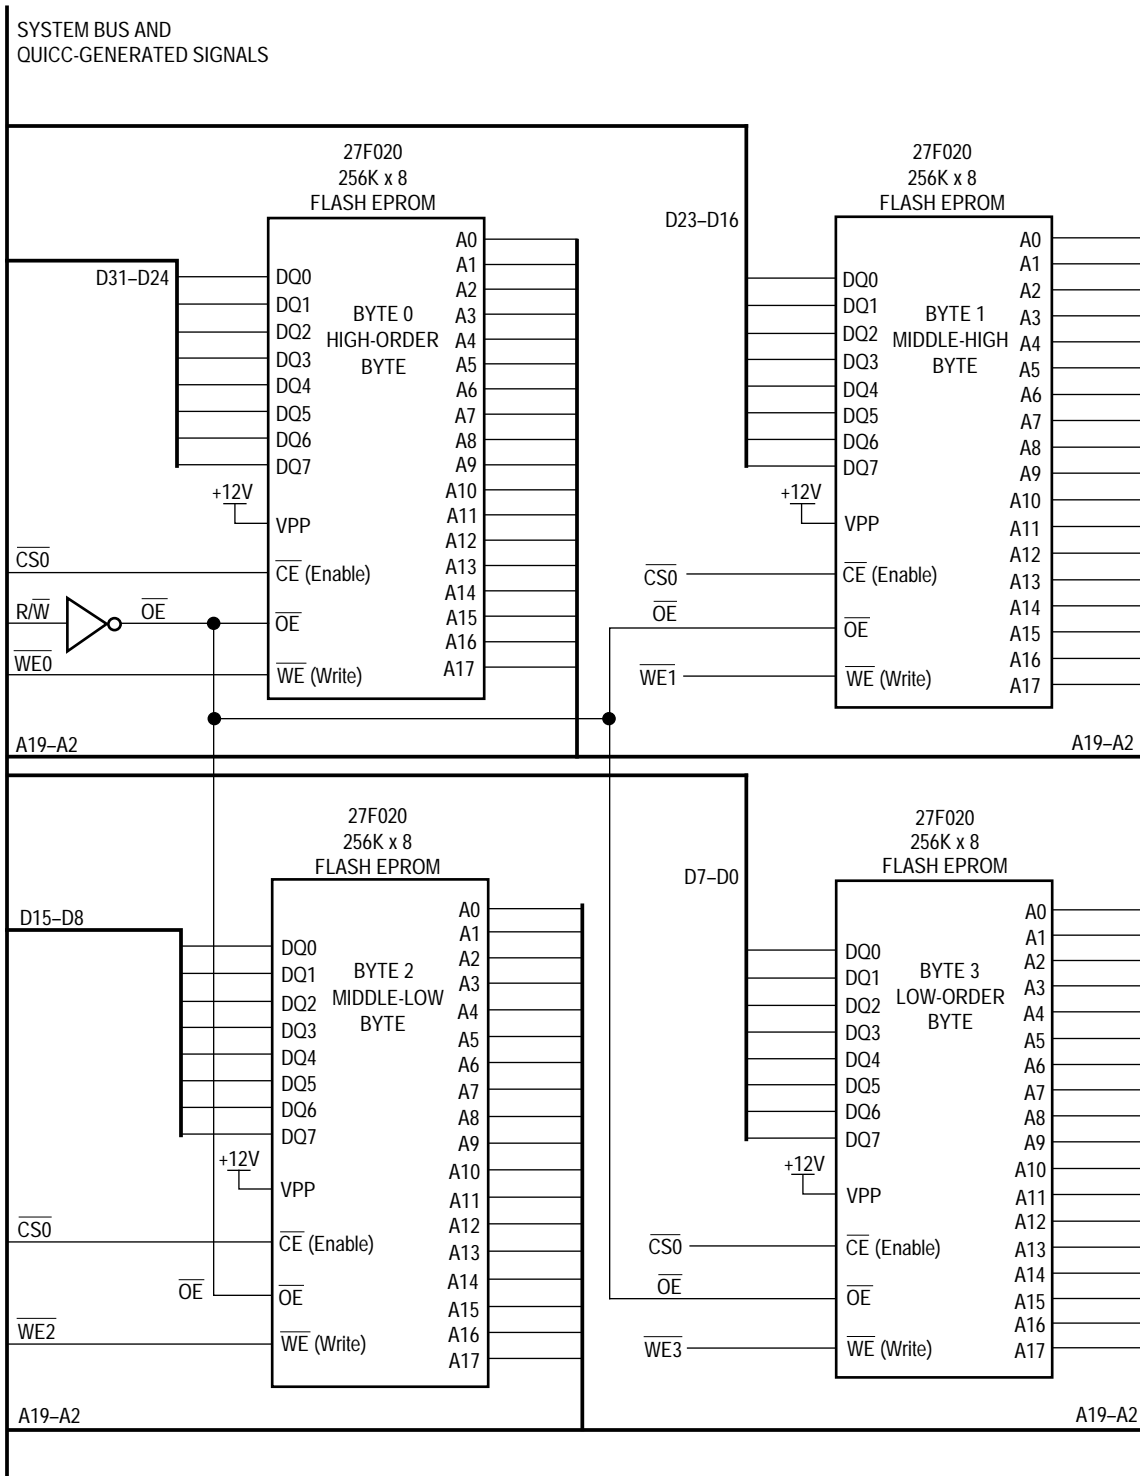 SYSTEM BUS AND
QUICC-GENERATED SIGNALS
27F020
256K x 8
FLASH EPROM
D31–D24
DQ0
DQ1
DQ2
DQ3
DQ4
DQ5
DQ6
DQ7
BYTE 0
HIGH-ORDER
BYTE
+12V
VPP
CS0
CE (Enable)
R/W
OE
OE
WE0
WE (Write)
A0
A1
A2
A3
A4
A5
A6
A7
A8
A9
A10
A11
A12
A13
A14
A15
A16
A17
A19–A2
27F020
256K x 8
FLASH EPROM
D23–D16
DQ0
DQ1
DQ2
DQ3
DQ4
DQ5
DQ6
DQ7
BYTE 1
MIDDLE-HIGH
BYTE
+12V
VPP
CS0
CE (Enable)
OE
OE
WE1
WE (Write)
A0
A1
A2
A3
A4
A5
A6
A7
A8
A9
A10
A11
A12
A13
A14
A15
A16
A17
A19–A2
27F020
256K x 8
FLASH EPROM
D15–D8
DQ0
DQ1
DQ2
DQ3
DQ4
DQ5
DQ6
DQ7
BYTE 2
MIDDLE-LOW
BYTE
+12V
VPP
CS0
CE (Enable)
OE
OE
WE2
WE (Write)
A0
A1
A2
A3
A4
A5
A6
A7
A8
A9
A10
A11
A12
A13
A14
A15
A16
A17
A19–A2
27F020
256K x 8
FLASH EPROM
D7–D0
DQ0
DQ1
DQ2
DQ3
DQ4
DQ5
DQ6
DQ7
BYTE 3
LOW-ORDER
BYTE
+12V
VPP
CS0
CE (Enable)
OE
OE
WE3
WE (Write)
A0
A1
A2
A3
A4
A5
A6
A7
A8
A9
A10
A11
A12
A13
A14
A15
A16
A17
A19–A2